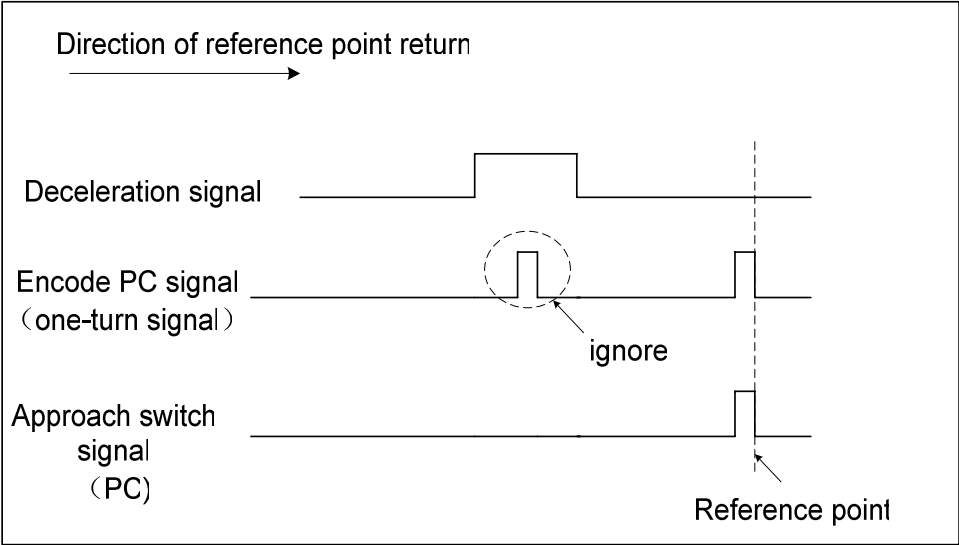 Direction of reference point return
Deceleration signal
Encode PC signal
（one-turn signal）
ignore
Approach switch
signal
（PC)
Reference point